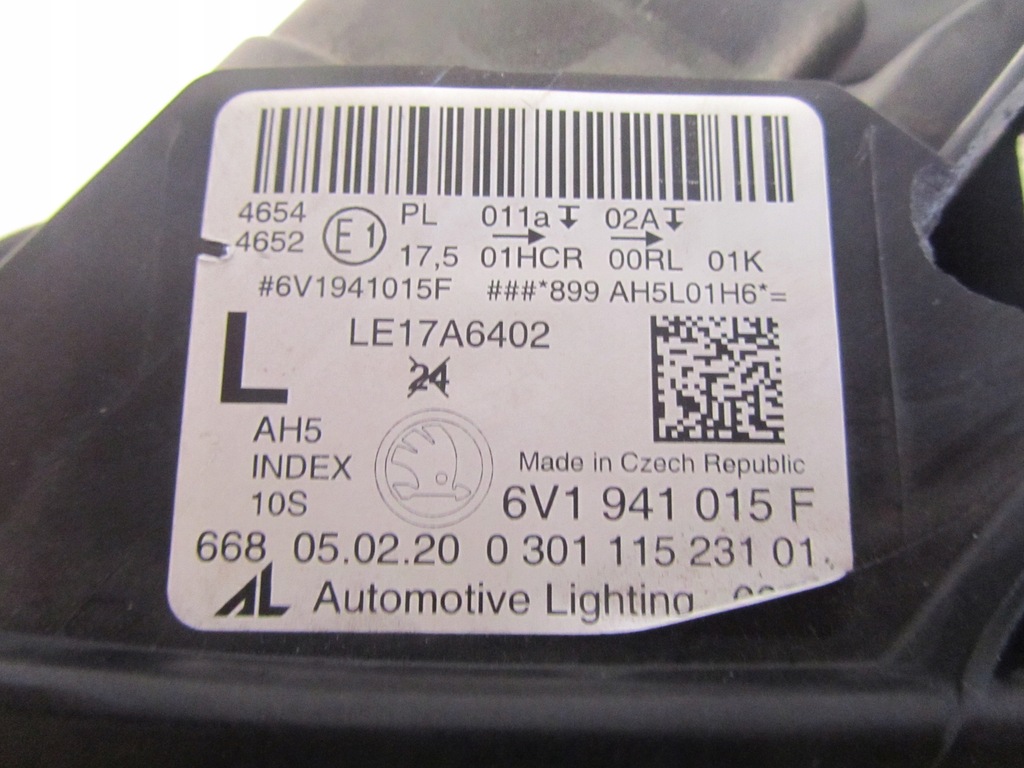 4654 E1 PL 011a 02A
4652 17,5 01HCR 00RL 01K
#6V1941015F ###*899 AH5L01H6*=
L LE17A6402
24
AH5
INDEX Made in Czech Republic
10S 6V1 941 015 F
668 05.02.20 0 301 115 231 01.
AL Automotive Lighting